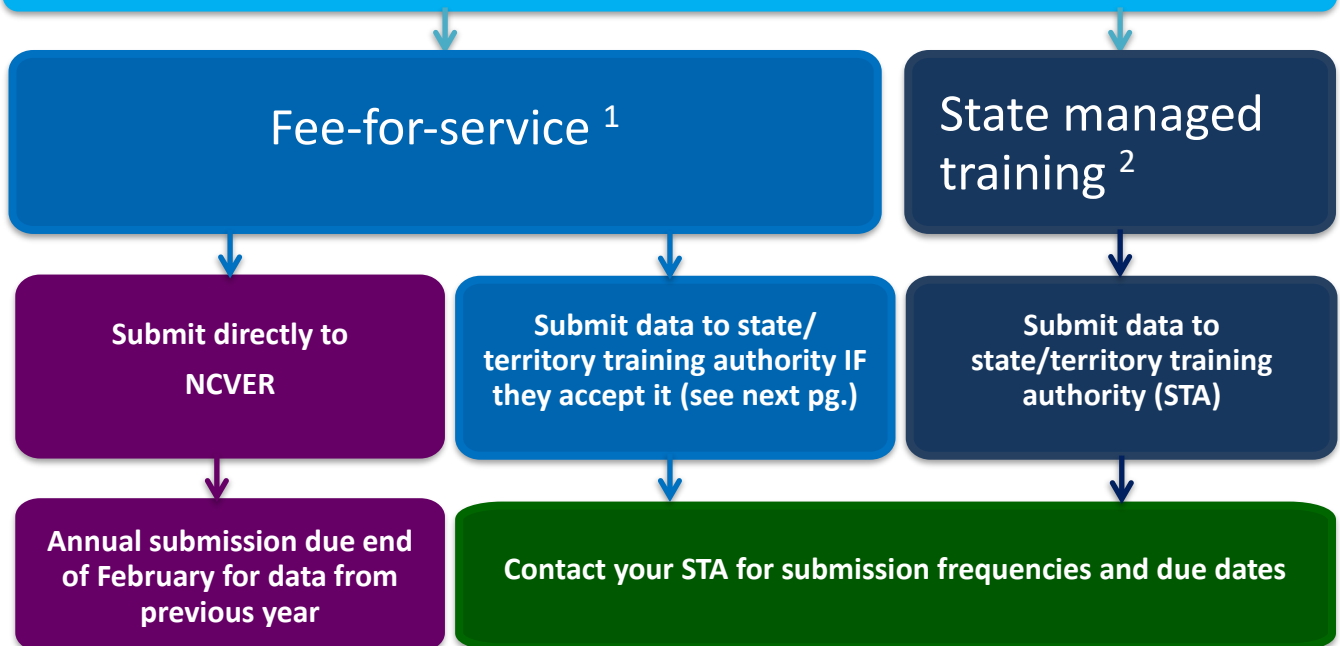 Fee-for-service 1
State managed
training 2
Submit directly to
NCVER
Submit data to state/
territory training authority IF
they accept it (see next pg.)
Submit data to
state/territory training
authority (STA)
Annual submission due end
of February for data from
previous year
Contact your STA for submission frequencies and due dates